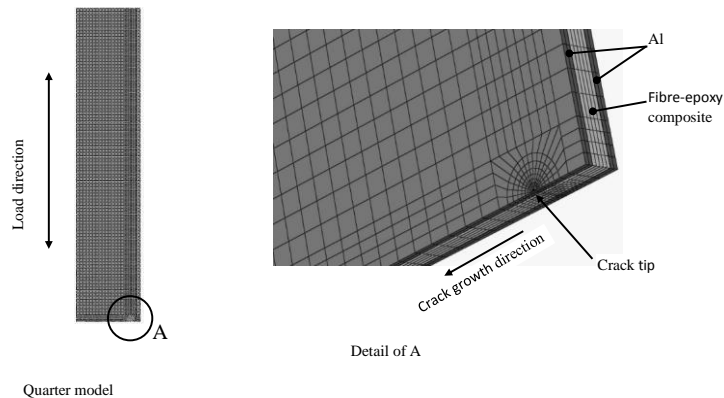 Load direction
A
Quarter model
Al
Fibre-epoxy
composite
Crack growth direction
Crack tip
Detail of A